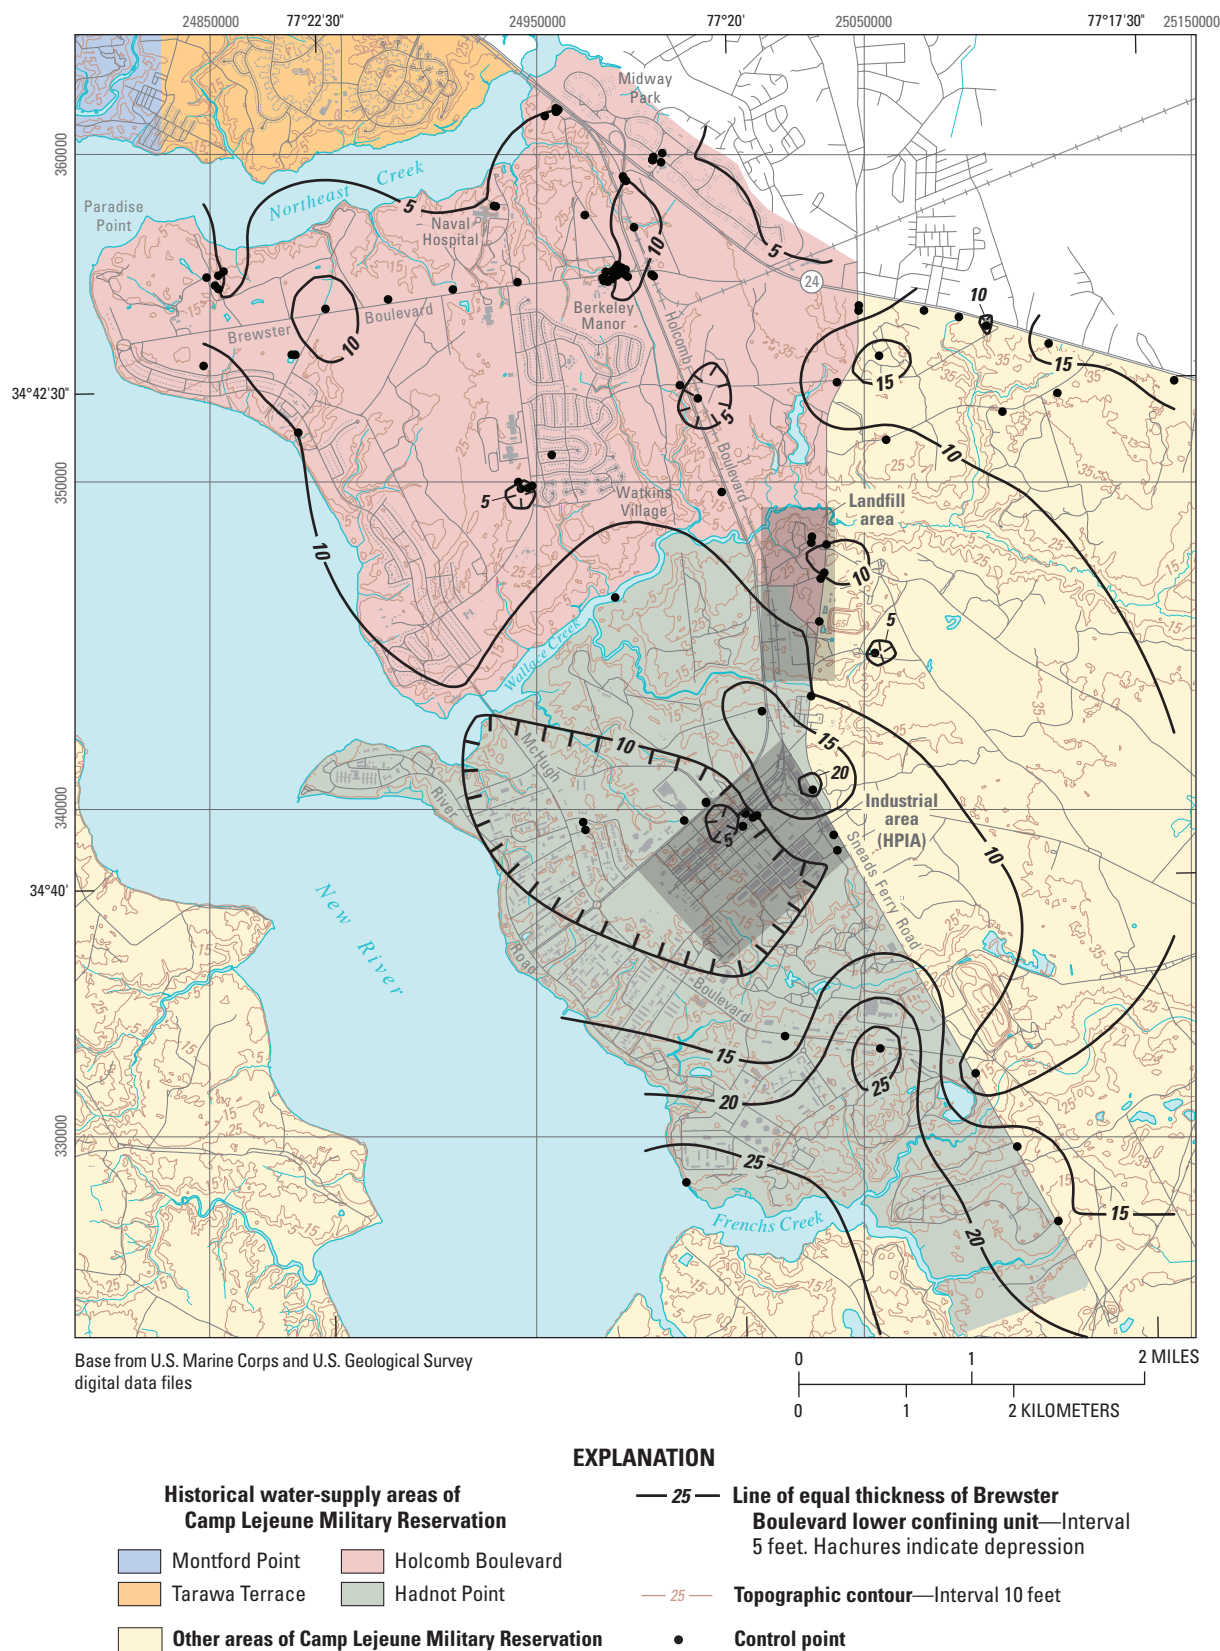 24850000 77°22'30" 24950000 77°20' 25050000 77°17'30" 25150000
Midway
Park
360000
Northeast Creek
Paradise
Point
5
Naval
Hospital
10
5
24
Brewster Boulevard
10
Berkeley
Manor
Holcomb Boulevard
10
15
15
34°42'30"
5
10
350000
5
Watkins
Village
Landfill
area
10
10
85
5
Wallace Creek
10
15
20
McHugh
River
340000
5
Industrial
area
(HPIA)
10
Sneads Ferry Road
34°40'
New River
Road
Boulevard
15
20
25
330000
25
15
20
Frenchs Creek
Base from U.S. Marine Corps and U.S. Geological Survey
digital data files
0 1 2 MILES
0 1 2 KILOMETERS
EXPLANATION
Historical water-supply areas of
Camp Lejeune Military Reservation
Montford Point
Holcomb Boulevard
Tarawa Terrace
Hadnot Point
Other areas of Camp Lejeune Military Reservation
25 Line of equal thickness of Brewster
Boulevard lower confining unit—Interval
5 feet. Hachures indicate depression
25 Topographic contour—Interval 10 feet
Control point